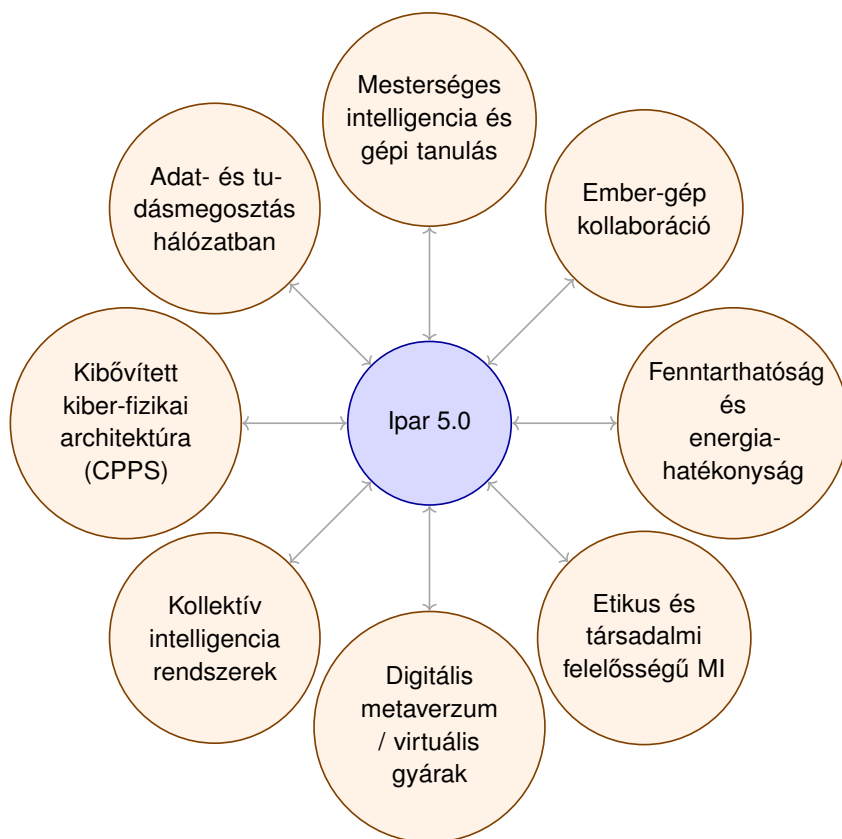 Mesterséges
intelligencia és
gépi tanulás
Adat- és tu-
dásmegosztás
hálózatban
Ember-gép
kollaboráció
Kibővített
kiber-fizikai
architektúra
(CPPS)
Ipar 5.0
Fenntarthatóság
és
energia-
hatékonyság
Kollektív
intelligencia
rendszerek
Etikus és
társadalmi
felelősségű MI
Digitális
metaverzum
/ virtuális
gyárak